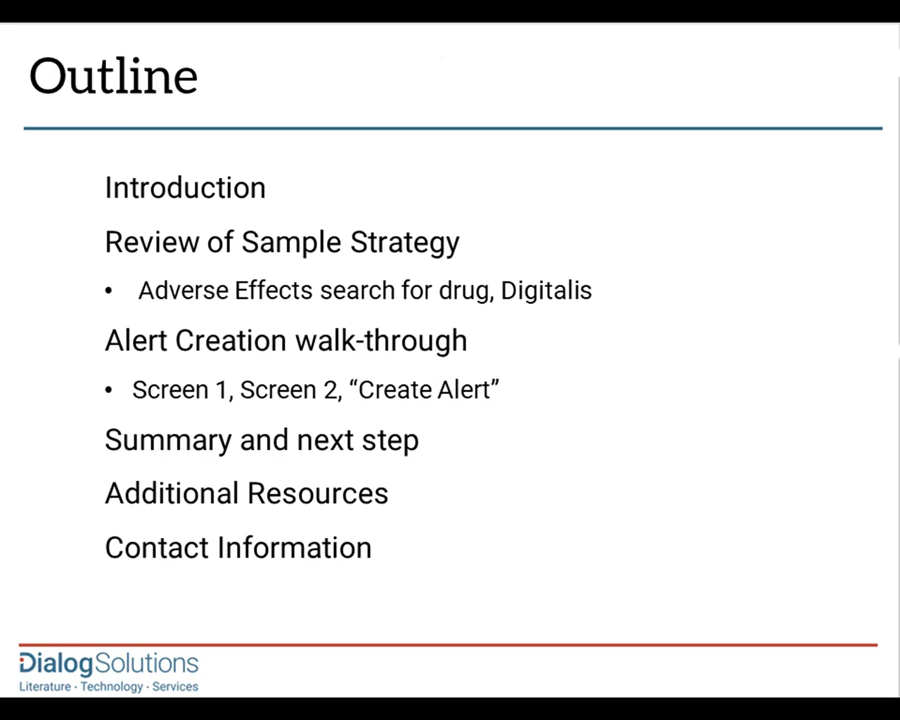 Outline
Introduction
Review of Sample Strategy
• Adverse Effects search for drug, Digitalis
Alert Creation walk-through
• Screen 1, Screen 2, “Create Alert”
Summary and next step
Additional Resources
Contact Information
DialogSolutions
Literature - Technology - Services